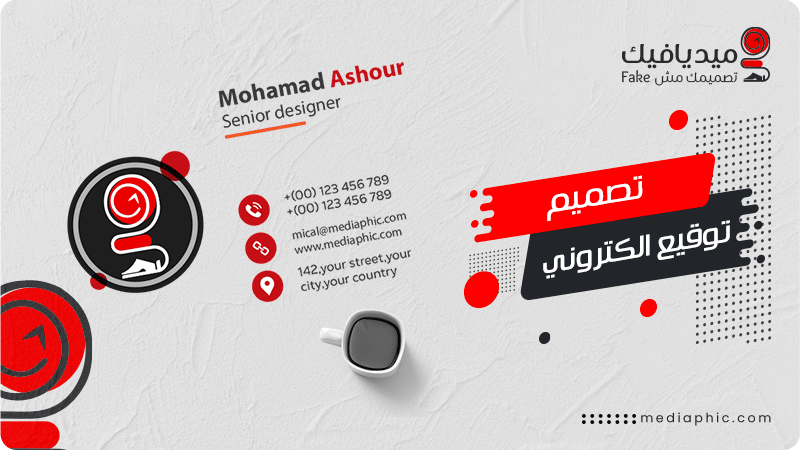 ميديافيك
تصميمك مش Fake
Mohamad Ashour
Senior designer
+(00) 123 456 789
+(00) 123 456 789
mical@mediaphic.com
www.mediaphic.com
142,your street,your
city,your country
تصميم
توقيع الكتروني
mediaphic.com